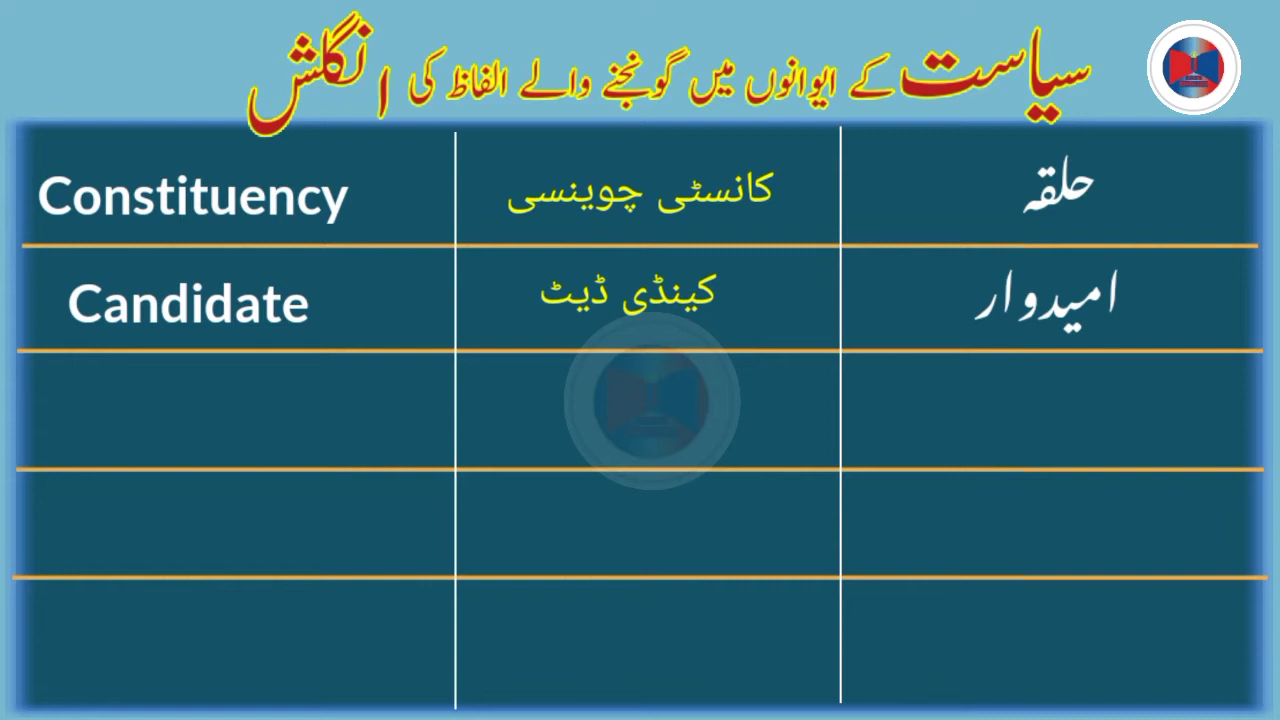 سیاست کے ایوانوں میں گونجنے والے الفاظ کی انگلش
Constituency کانسٹی چوینسی حلقہ
Candidate کینڈی ڈیٹ امیدوار